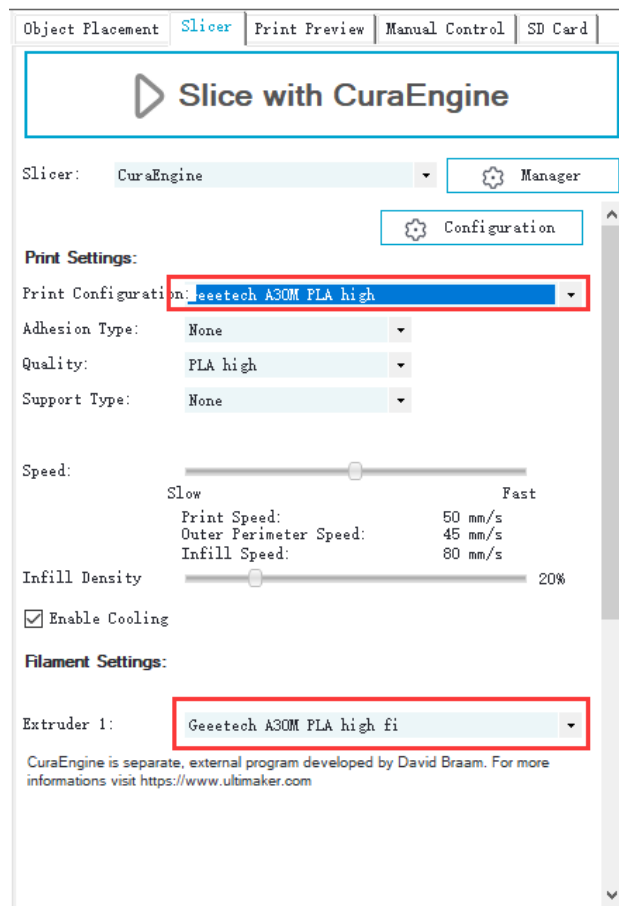 Object Placement Slicer Print Preview Manual Control SD Card
Slice with CuraEngine
Slicer: CuraEngine Manager
Configuration
Print Settings:
Print Configuration: Geeetech A30M PLA high
Adhesion Type: None
Quality: PLA high
Support Type: None
Speed:
Slow Fast
Print Speed: 50 mm/s
Outer Perimeter Speed: 45 mm/s
Infill Speed: 80 mm/s
Infill Density 20%
Enable Cooling
Filament Settings:
Extruder 1: Geeetech A30M PLA high fi
CuraEngine is separate, external program developed by David Braam. For more
informations visit https://www.ultimaker.com